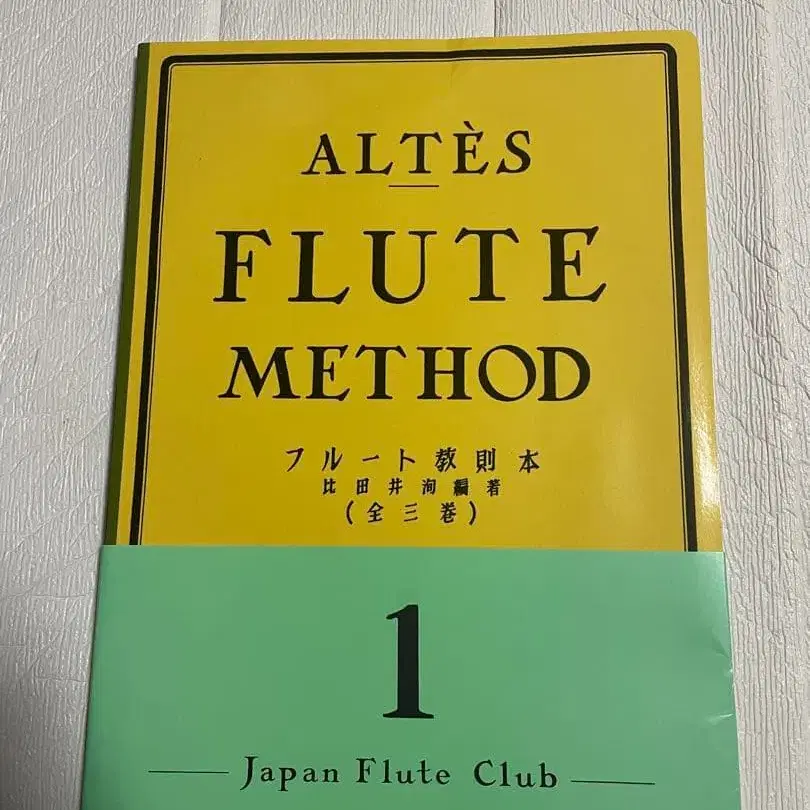 ALTÈS
FLUTE
METHOD
フルート教則本
比田井洵編著
(全三巻)
1
Japan Flute Club